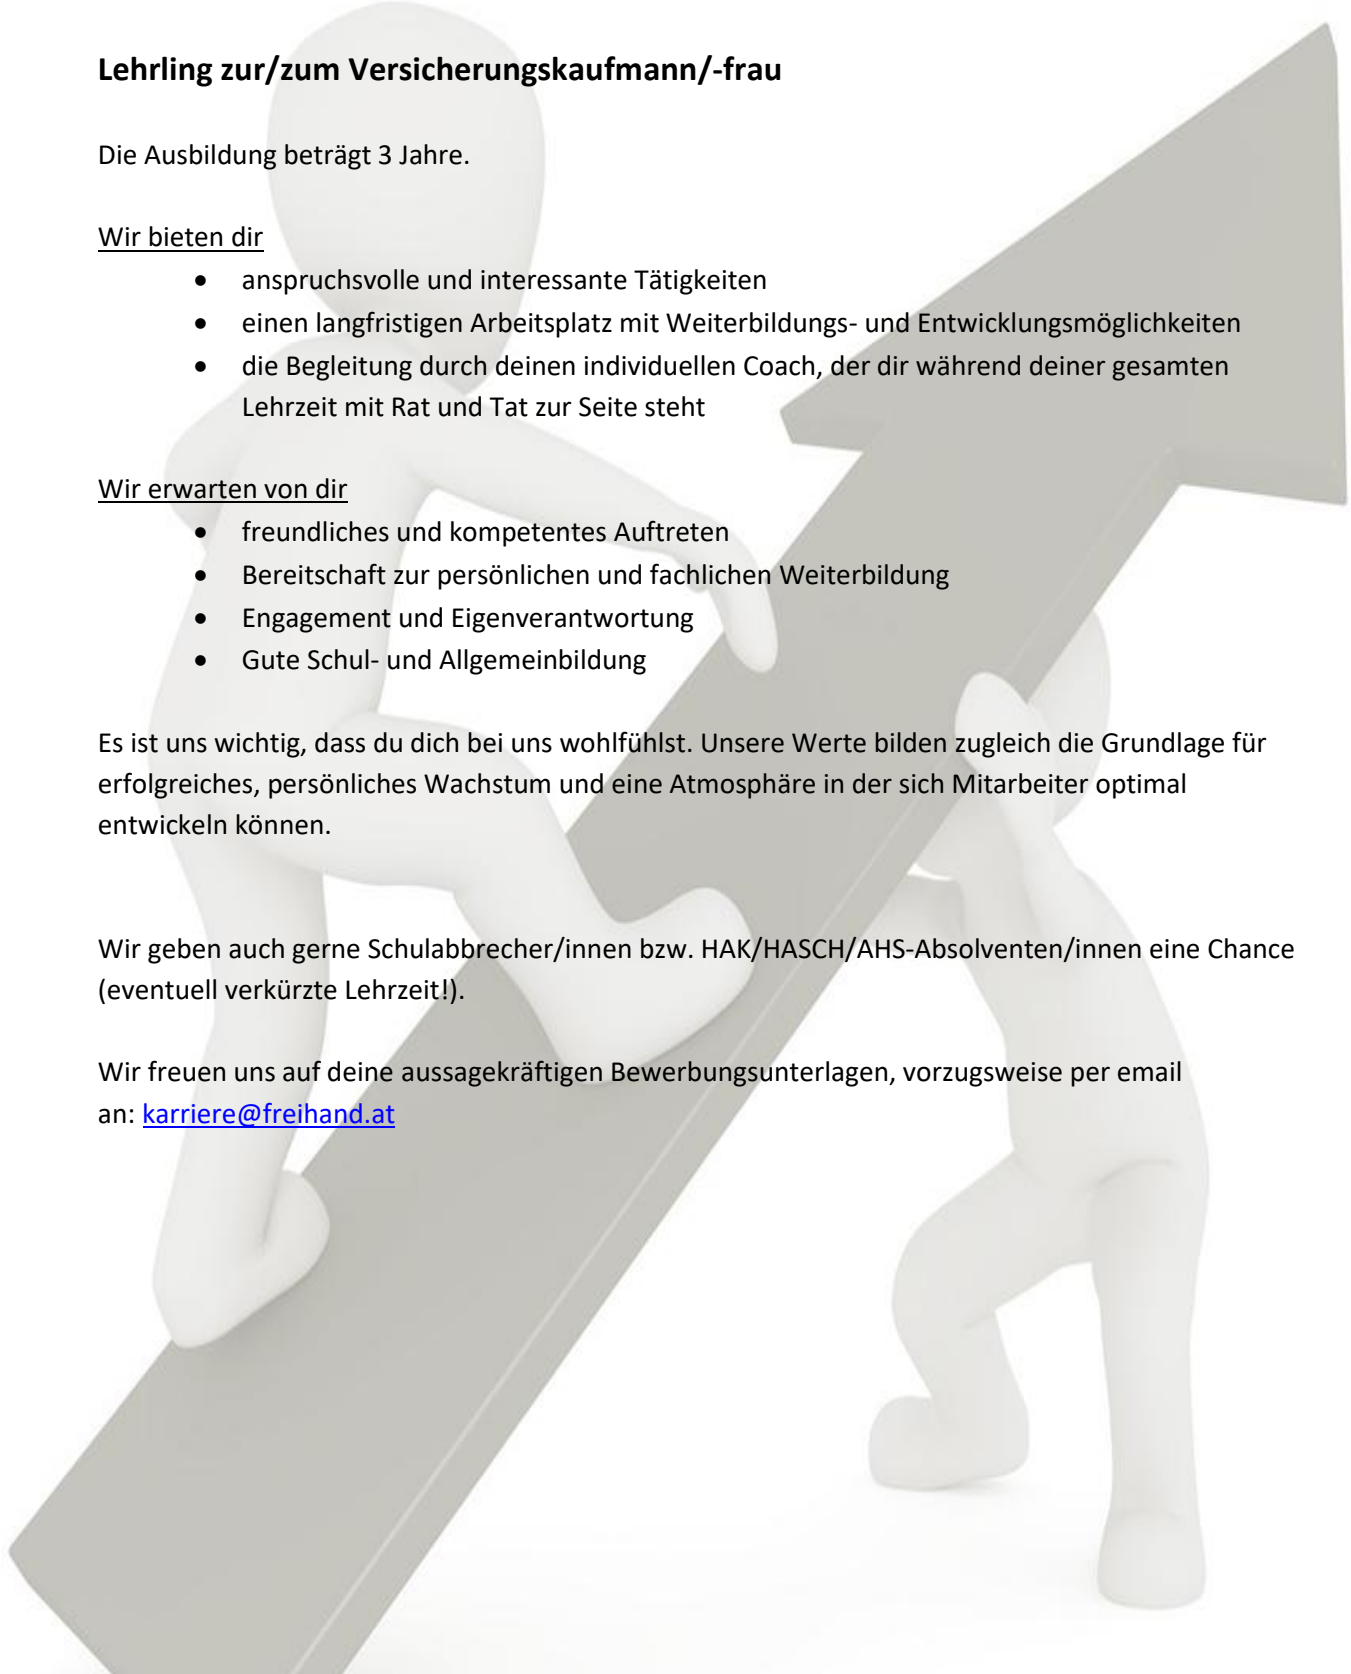 Lehrling zur/zum Versicherungskaufmann/-frau
Die Ausbildung beträgt 3 Jahre.
Wir bieten dir
• anspruchsvolle und interessante Tätigkeiten
• einen langfristigen Arbeitsplatz mit Weiterbildungs- und Entwicklungsmöglichkeiten
• die Begleitung durch deinen individuellen Coach, der dir während deiner gesamten
Lehrzeit mit Rat und Tat zur Seite steht
Wir erwarten von dir
• freundliches und kompetentes Auftreten
• Bereitschaft zur persönlichen und fachlichen Weiterbildung
• Engagement und Eigenverantwortung
• Gute Schul- und Allgemeinbildung
Es ist uns wichtig, dass du dich bei uns wohlfühlst. Unsere Werte bilden zugleich die Grundlage für
erfolgreiches, persönliches Wachstum und eine Atmosphäre in der sich Mitarbeiter optimal
entwickeln können.
Wir geben auch gerne Schulabbrecher/innen bzw. HAK/HASCH/AHS-Absolventen/innen eine Chance
(eventuell verkürzte Lehrzeit!).
Wir freuen uns auf deine aussagekräftigen Bewerbungsunterlagen, vorzugsweise per email
an: karriere@freihand.at